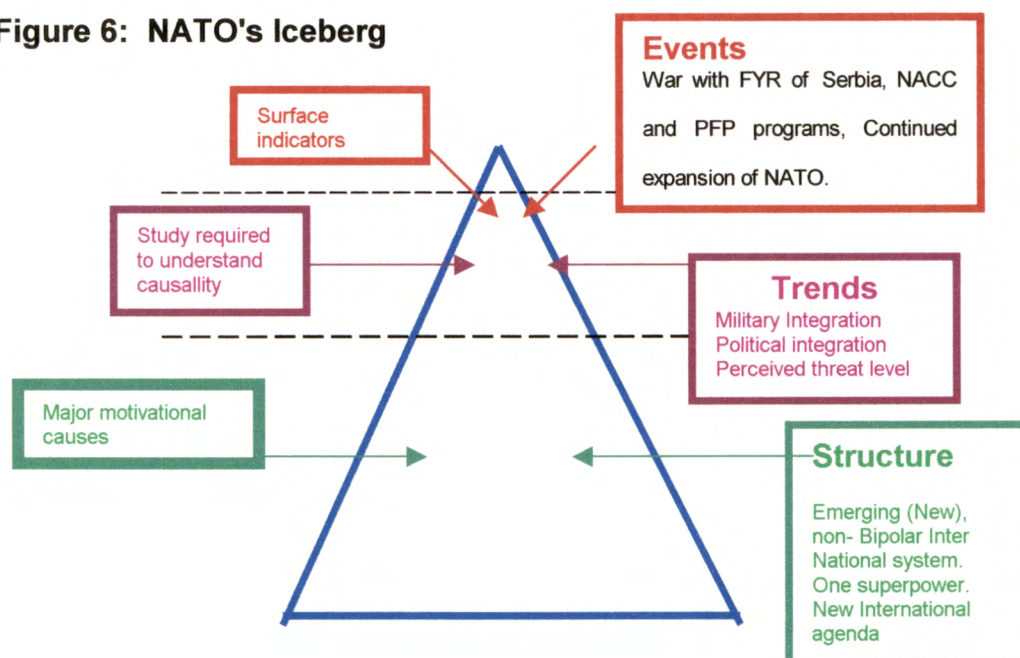 Figure 6: NATO's Iceberg
Events
War with FYR of Serbia, NACC
and PFP programs, Continued
expansion of NATO.
Surface
indicators
Study required
to understand
causallity
Trends
Military Integration
Political integration
Perceived threat level
Major motivational
causes
Structure
Emerging (New),
non- Bipolar Inter
National system.
One superpower.
New International
agenda